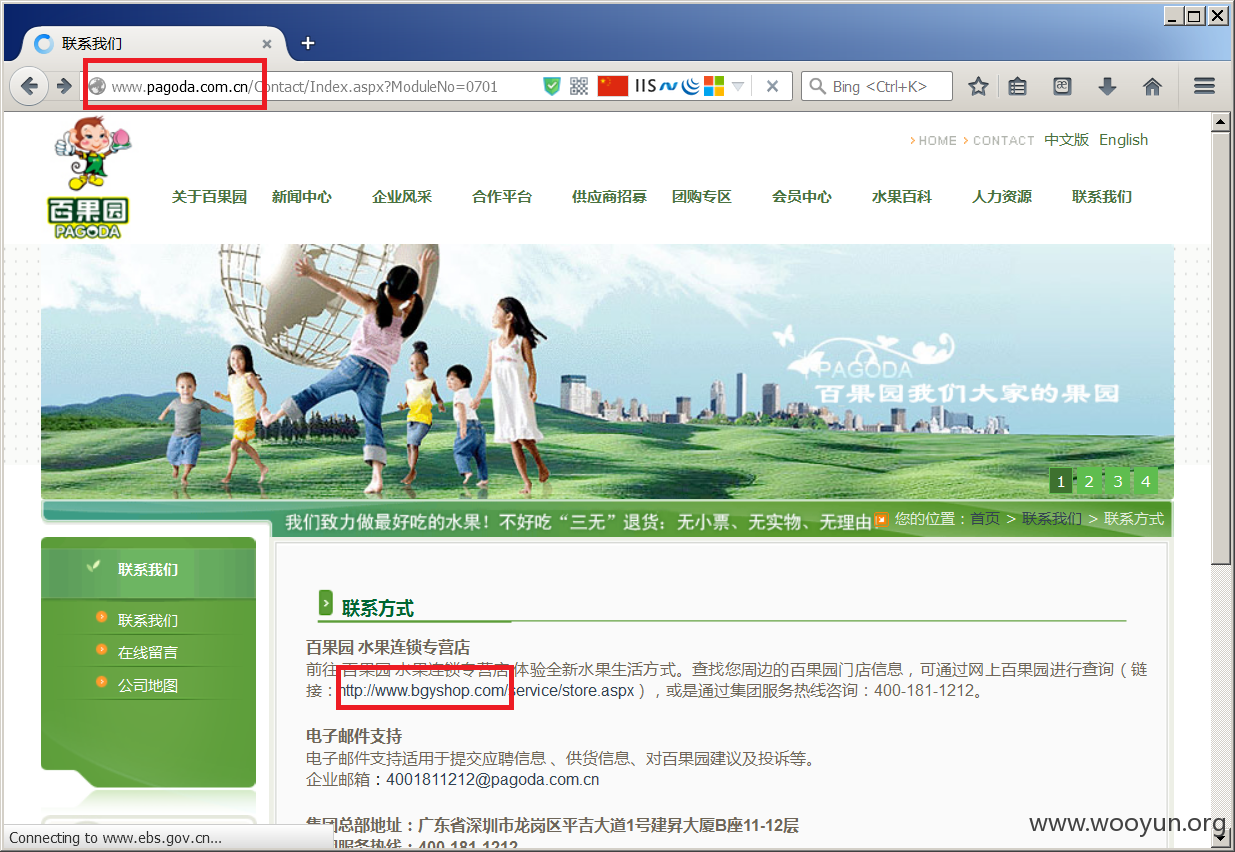 联系我们
www.pagoda.com.cn/Contact/Index.aspx?ModuleNo=0701
IIS
Bing <Ctrl+K>
HOME CONTACT 中文版 English
百果园
PAGODA
关于百果园 新闻中心 企业风采 合作平台 供应商招募 团购专区 会员中心 水果百科 人力资源 联系我们
PAGODA
百果园我们大家的果园
1 2 3 4
我们致力做最好吃的水果！不好吃“三无”退货：无小票、无实物、无理由
您的位置：首页 > 联系我们 > 联系方式
联系我们
联系我们
在线留言
公司地图
联系方式
百果园 水果连锁专营店
前往 百果园 水果连锁专营店 体验全新水果生活方式。查找您周边的百果园门店信息，可通过网上百果园进行查询（链
接：http://www.bgyshop.com/service/store.aspx），或是通过集团服务热线咨询：400-181-1212。
电子邮件支持
电子邮件支持适用于提交应聘信息 、供货信息、对百果园建议及投诉等。
企业邮箱：4001811212@pagoda.com.cn
集团总部地址：广东省深圳市龙岗区平吉大道1号建昇大厦B座11-12层
服务热线：400-181-1212
Connecting to www.ebs.gov.cn...
www.wooyun.org